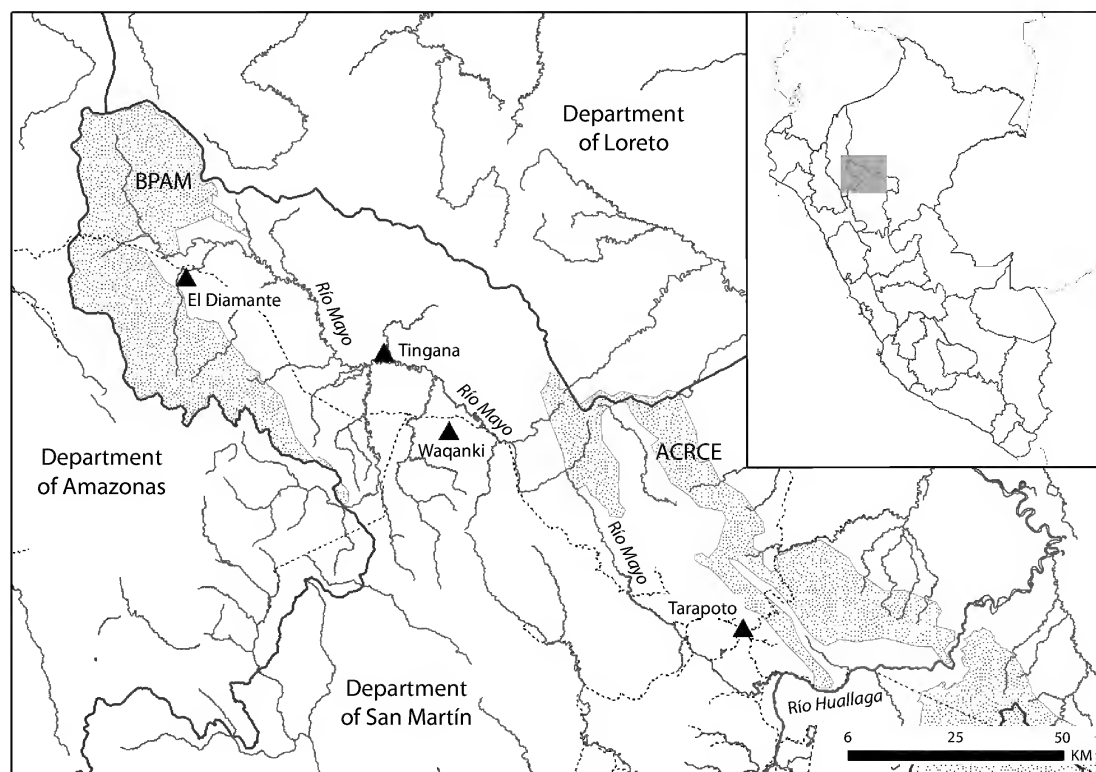 Department
of Loreto
BPAM
El Diamante
Río Mayo
Tingana
Río Mayo
Waqanki
ACRCE
Department
of Amazonas
Río Mayo
Tarapoto
Department
of San Martín
Río Huallaga
6
25
50
KM